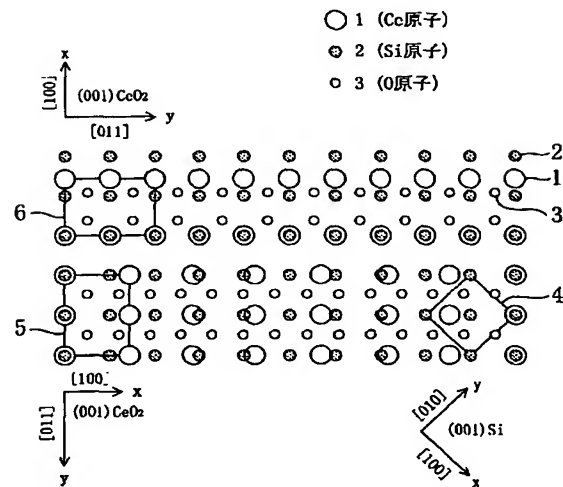 1 (Ce原子)
2 (Si原子)
3 (O原子)
x
[100]
(001) CeO2
[011]
y
2
1
6
3
5
4
[100]
x
(001) CeO2
[011]
y
y
[010]
(001) Si
[100]
x